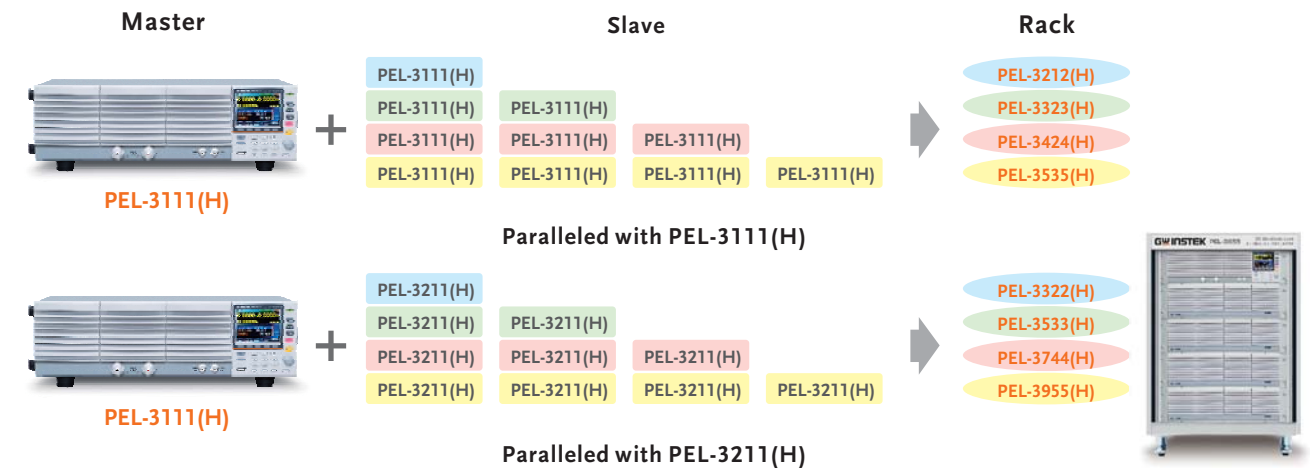 Master Slave Rack
PEL-3111(H) PEL-3212(H)
PEL-3111(H) PEL-3111(H) PEL-3323(H)
PEL-3111(H) PEL-3111(H) PEL-3111(H) PEL-3424(H)
+
PEL-3111(H) PEL-3111(H) PEL-3111(H) PEL-3111(H) PEL-3535(H)
PEL-3111(H)
Paralleled with PEL-3111(H)
PEL-3211(H) PEL-3322(H)
PEL-3211(H) PEL-3211(H) PEL-3533(H)
+
PEL-3211(H) PEL-3211(H) PEL-3211(H) PEL-3744(H)
PEL-3211(H) PEL-3211(H) PEL-3211(H) PEL-3211(H) PEL-3955(H)
PEL-3111(H)
Paralleled with PEL-3211(H)
GWINSTEK